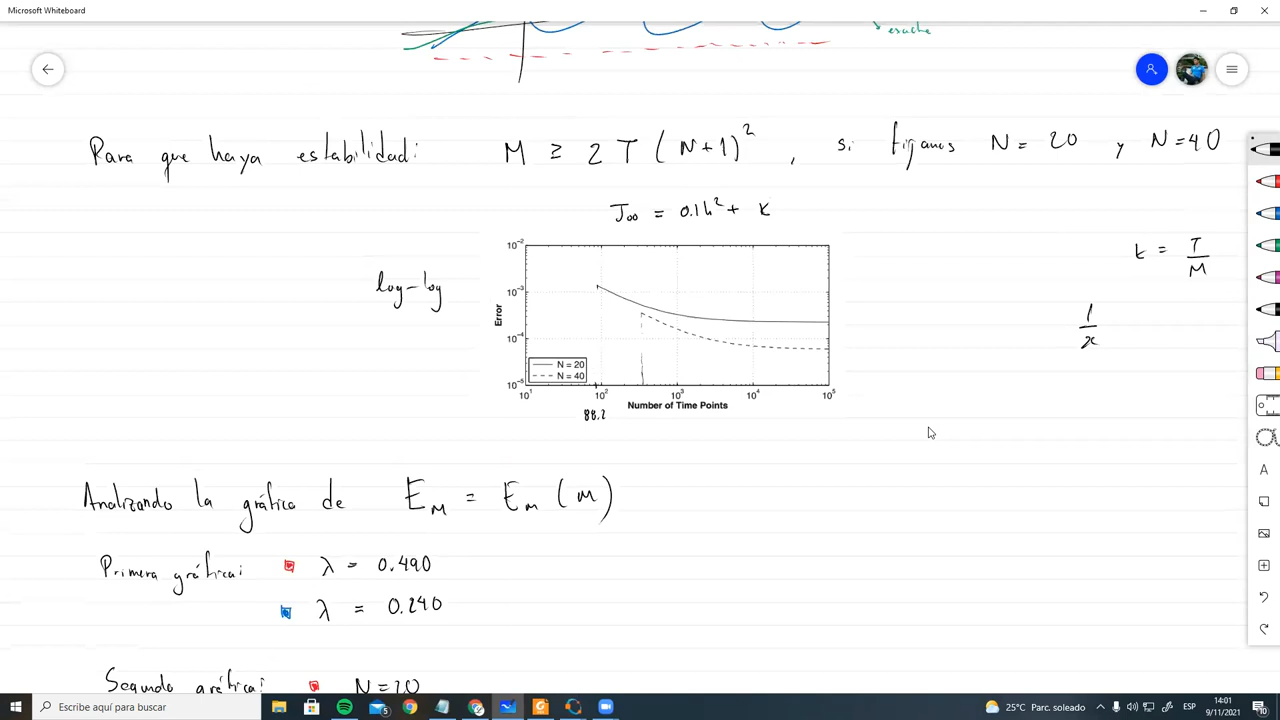 Microsoft Whiteboard
esuche
Para que haya estabilidad: M ≥ 2 T (N+1)², si fijamos N = 20 y N = 40
J∞ = 0.1h² + k
log-log
k = T/M
1/x
10⁻²
10⁻³
10⁻⁴
10⁻⁵
Error
N = 20
N = 40
10¹ 10² 10³ 10⁴ 10⁵
Number of Time Points
88.2
Analizando la gráfica de E_M = E_m (m)
Primera gráfica: λ = 0.490
λ = 0.240
Segunda gráfica: N = 20
A
Escribe aquí para buscar
25°C Parc. soleado
ESP
14:01
9/11/2021
10